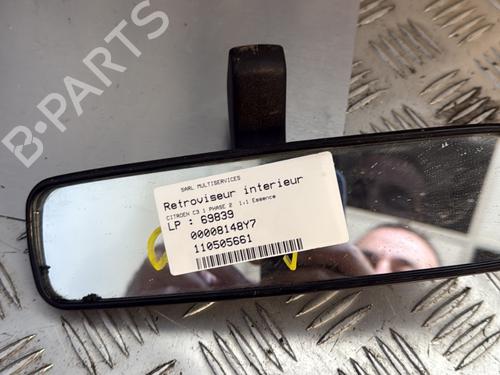 B-PARTS
SARL MULTISERVICES
Retroviseur interieur
CITROEN C3 1 PHASE 2 1.1 Essence
LP : 69839
00008148Y7
110505661